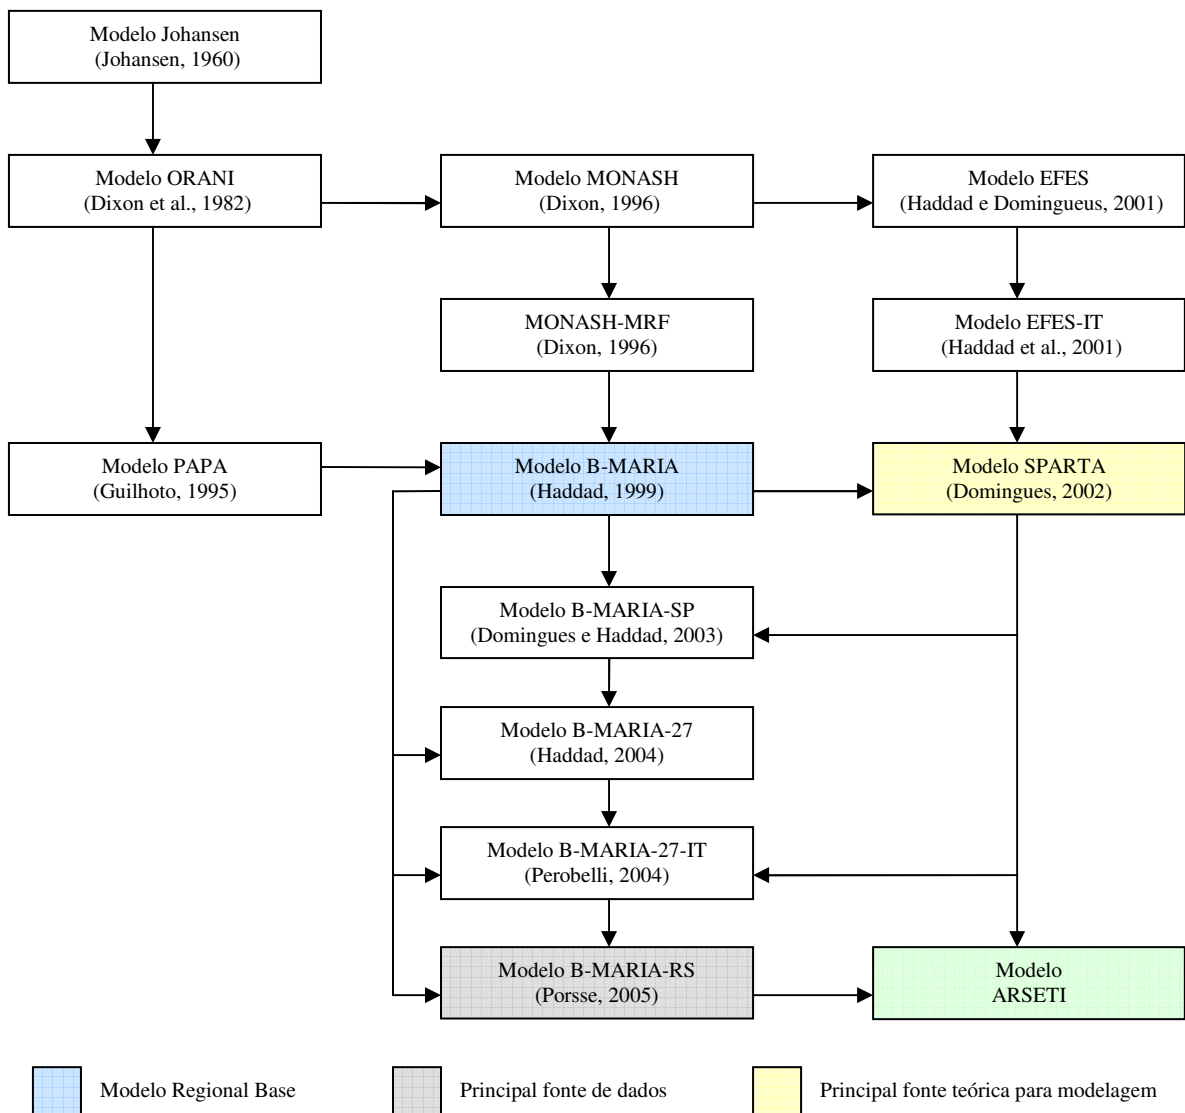 Modelo Johansen
(Johansen, 1960)
Modelo ORANI
(Dixon et al., 1982)
Modelo MONASH
(Dixon, 1996)
Modelo EFES
(Haddad e Domingueus, 2001)
MONASH-MRF
(Dixon, 1996)
Modelo EFES-IT
(Haddad et al., 2001)
Modelo PAPA
(Guilhoto, 1995)
Modelo B-MARIA
(Haddad, 1999)
Modelo SPARTA
(Domingues, 2002)
Modelo B-MARIA-SP
(Domingues e Haddad, 2003)
Modelo B-MARIA-27
(Haddad, 2004)
Modelo B-MARIA-27-IT
(Perobelli, 2004)
Modelo B-MARIA-RS
(Porsse, 2005)
Modelo
ARSETI
Modelo Regional Base
Principal fonte de dados
Principal fonte teórica para modelagem